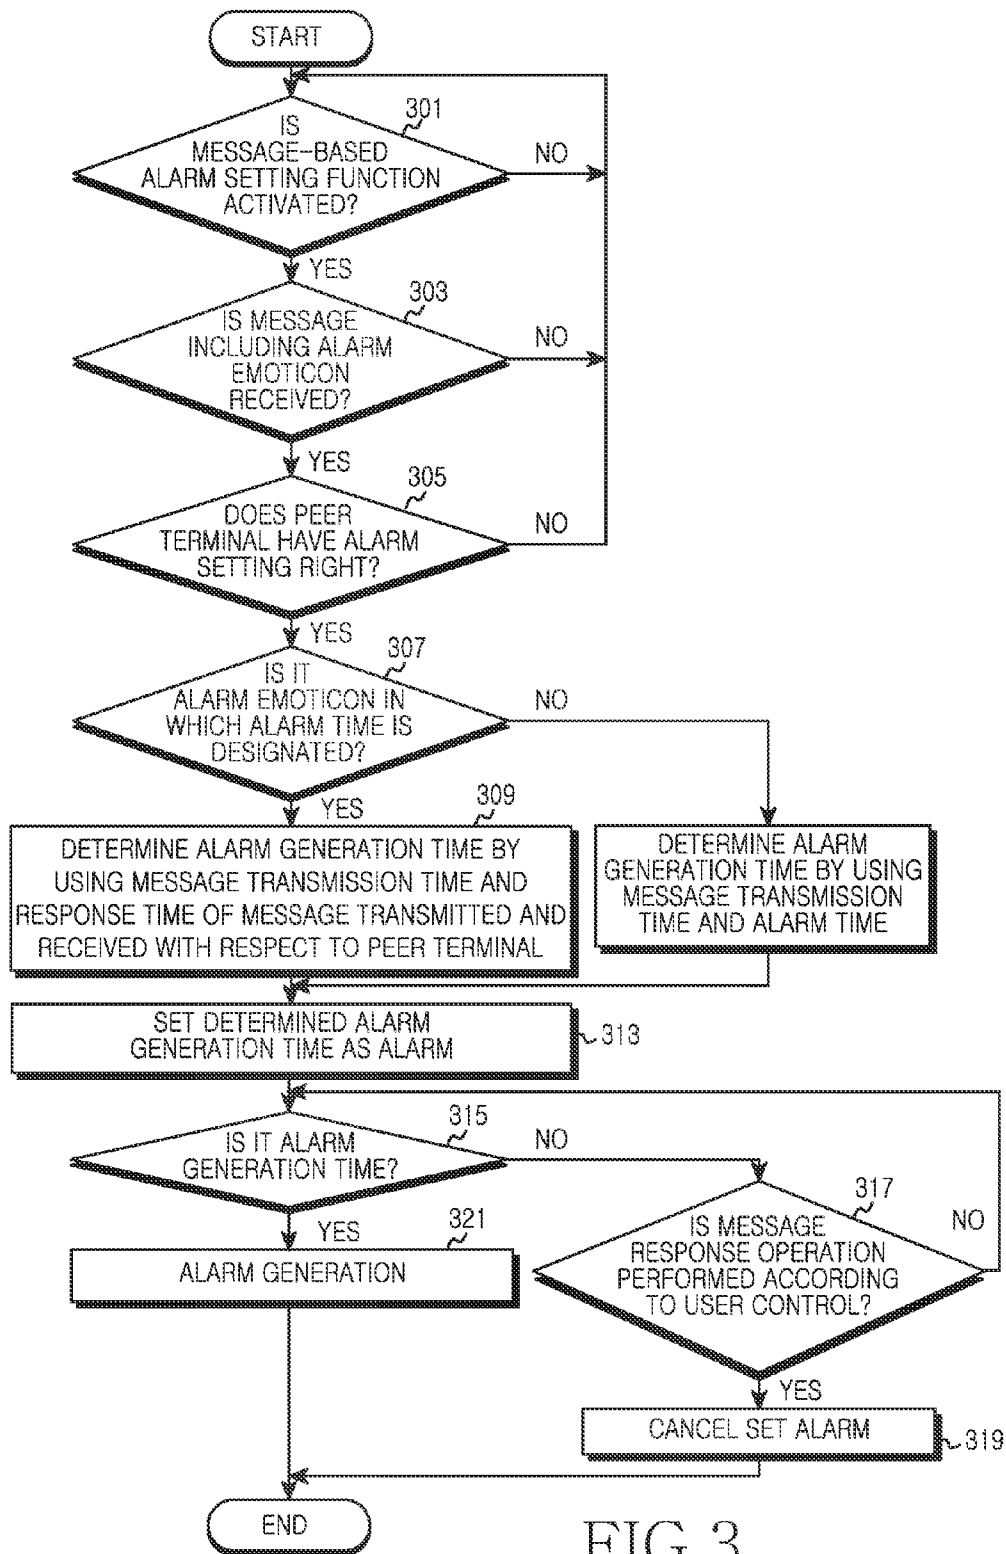 START
301
IS
MESSAGE-BASED
ALARM SETTING FUNCTION
ACTIVATED?
NO
YES
303
IS MESSAGE
INCLUDING ALARM
EMOTICON
RECEIVED?
NO
YES
305
DOES PEER
TERMINAL HAVE ALARM
SETTING RIGHT?
NO
YES
307
IS IT
ALARM EMOTICON IN
WHICH ALARM TIME IS
DESIGNATED?
NO
YES
309
DETERMINE ALARM GENERATION TIME BY
USING MESSAGE TRANSMISSION TIME AND
RESPONSE TIME OF MESSAGE TRANSMITTED AND
RECEIVED WITH RESPECT TO PEER TERMINAL
DETERMINE ALARM
GENERATION TIME BY USING
MESSAGE TRANSMISSION
TIME AND ALARM TIME
SET DETERMINED ALARM
GENERATION TIME AS ALARM
313
315
IS IT ALARM
GENERATION TIME?
NO
YES
321
ALARM GENERATION
317
IS MESSAGE
RESPONSE OPERATION
PERFORMED ACCORDING
TO USER CONTROL?
NO
YES
CANCEL SET ALARM
319
END
FIG.3